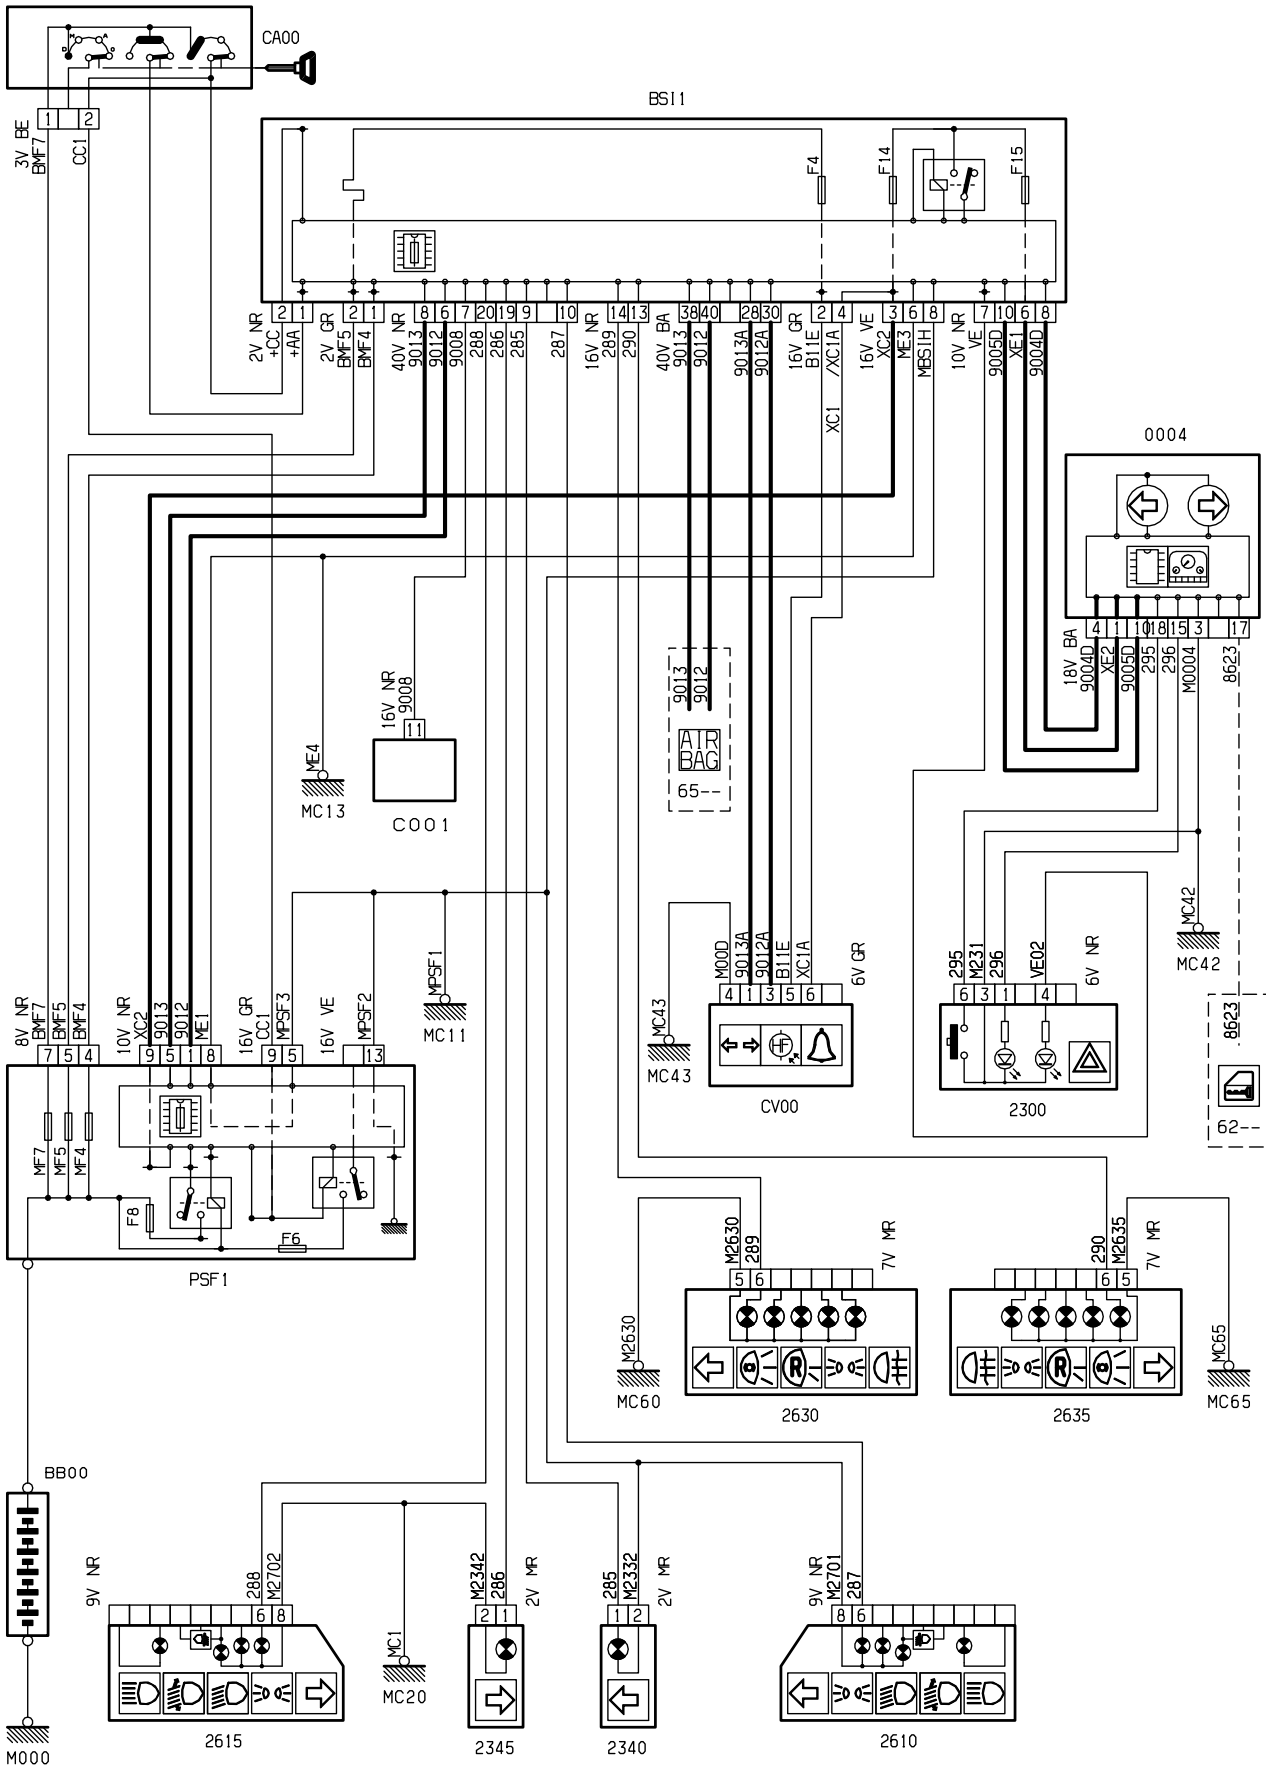 CA00
D M A D
1 2
3V BE
BMF7
CC1
BSI1
F4
F14
F15
2 1 2 1 8 6 7 20 19 9 10 14 13 38 40 28 30 2 4 3 6 8 7 10 6 8
2V NR
+CC
+AA
2V GR
BMF5
BMF4
40V NR
9013
9012
9008
288
286
285
287
16V NR
289
290
40V BA
9013
9012
9013A
9012A
16V GR
B11E
/XC1A
XC1
16V VE
XC2
ME3
MBS1H
10V NR
VE
9005D
XE1
9004D
0004
4 1 10 18 15 3 17
18V BA
9004D
XE2
9005D
295
296
M0004
8623
9013
9012
AIR
BAG
65--
16V NR
9008
11
C001
ME4
MC13
MC42
MC42
8V NR
BMF7
BMF5
BMF4
10V NR
XC2
9013
9012
ME1
16V GR
CC1
MPSF3
16V VE
MPSF2
MPSF1
MC11
7 5 4 9 5 1 8 9 5 13
MF7
MF5
MF4
F8
F6
PSF1
MC43
MC43
M00D
9013A
9012A
B11E
XC1A
6V GR
4 1 3 5 6
HF
CV00
295
M231
296
VE02
6V NR
6 3 1 4
2300
8623
62--
M2630
289
7V MR
5 6
R
M2630
MC60
2630
290
M2635
7V MR
6 5
R
MC65
MC65
2635
BB00
M000
9V NR
288
M2702
6 8
2615
MC1
MC20
M2342
286
2V MR
2 1
2345
285
M2332
2V MR
1 2
2340
9V NR
M2701
287
8 6
2610